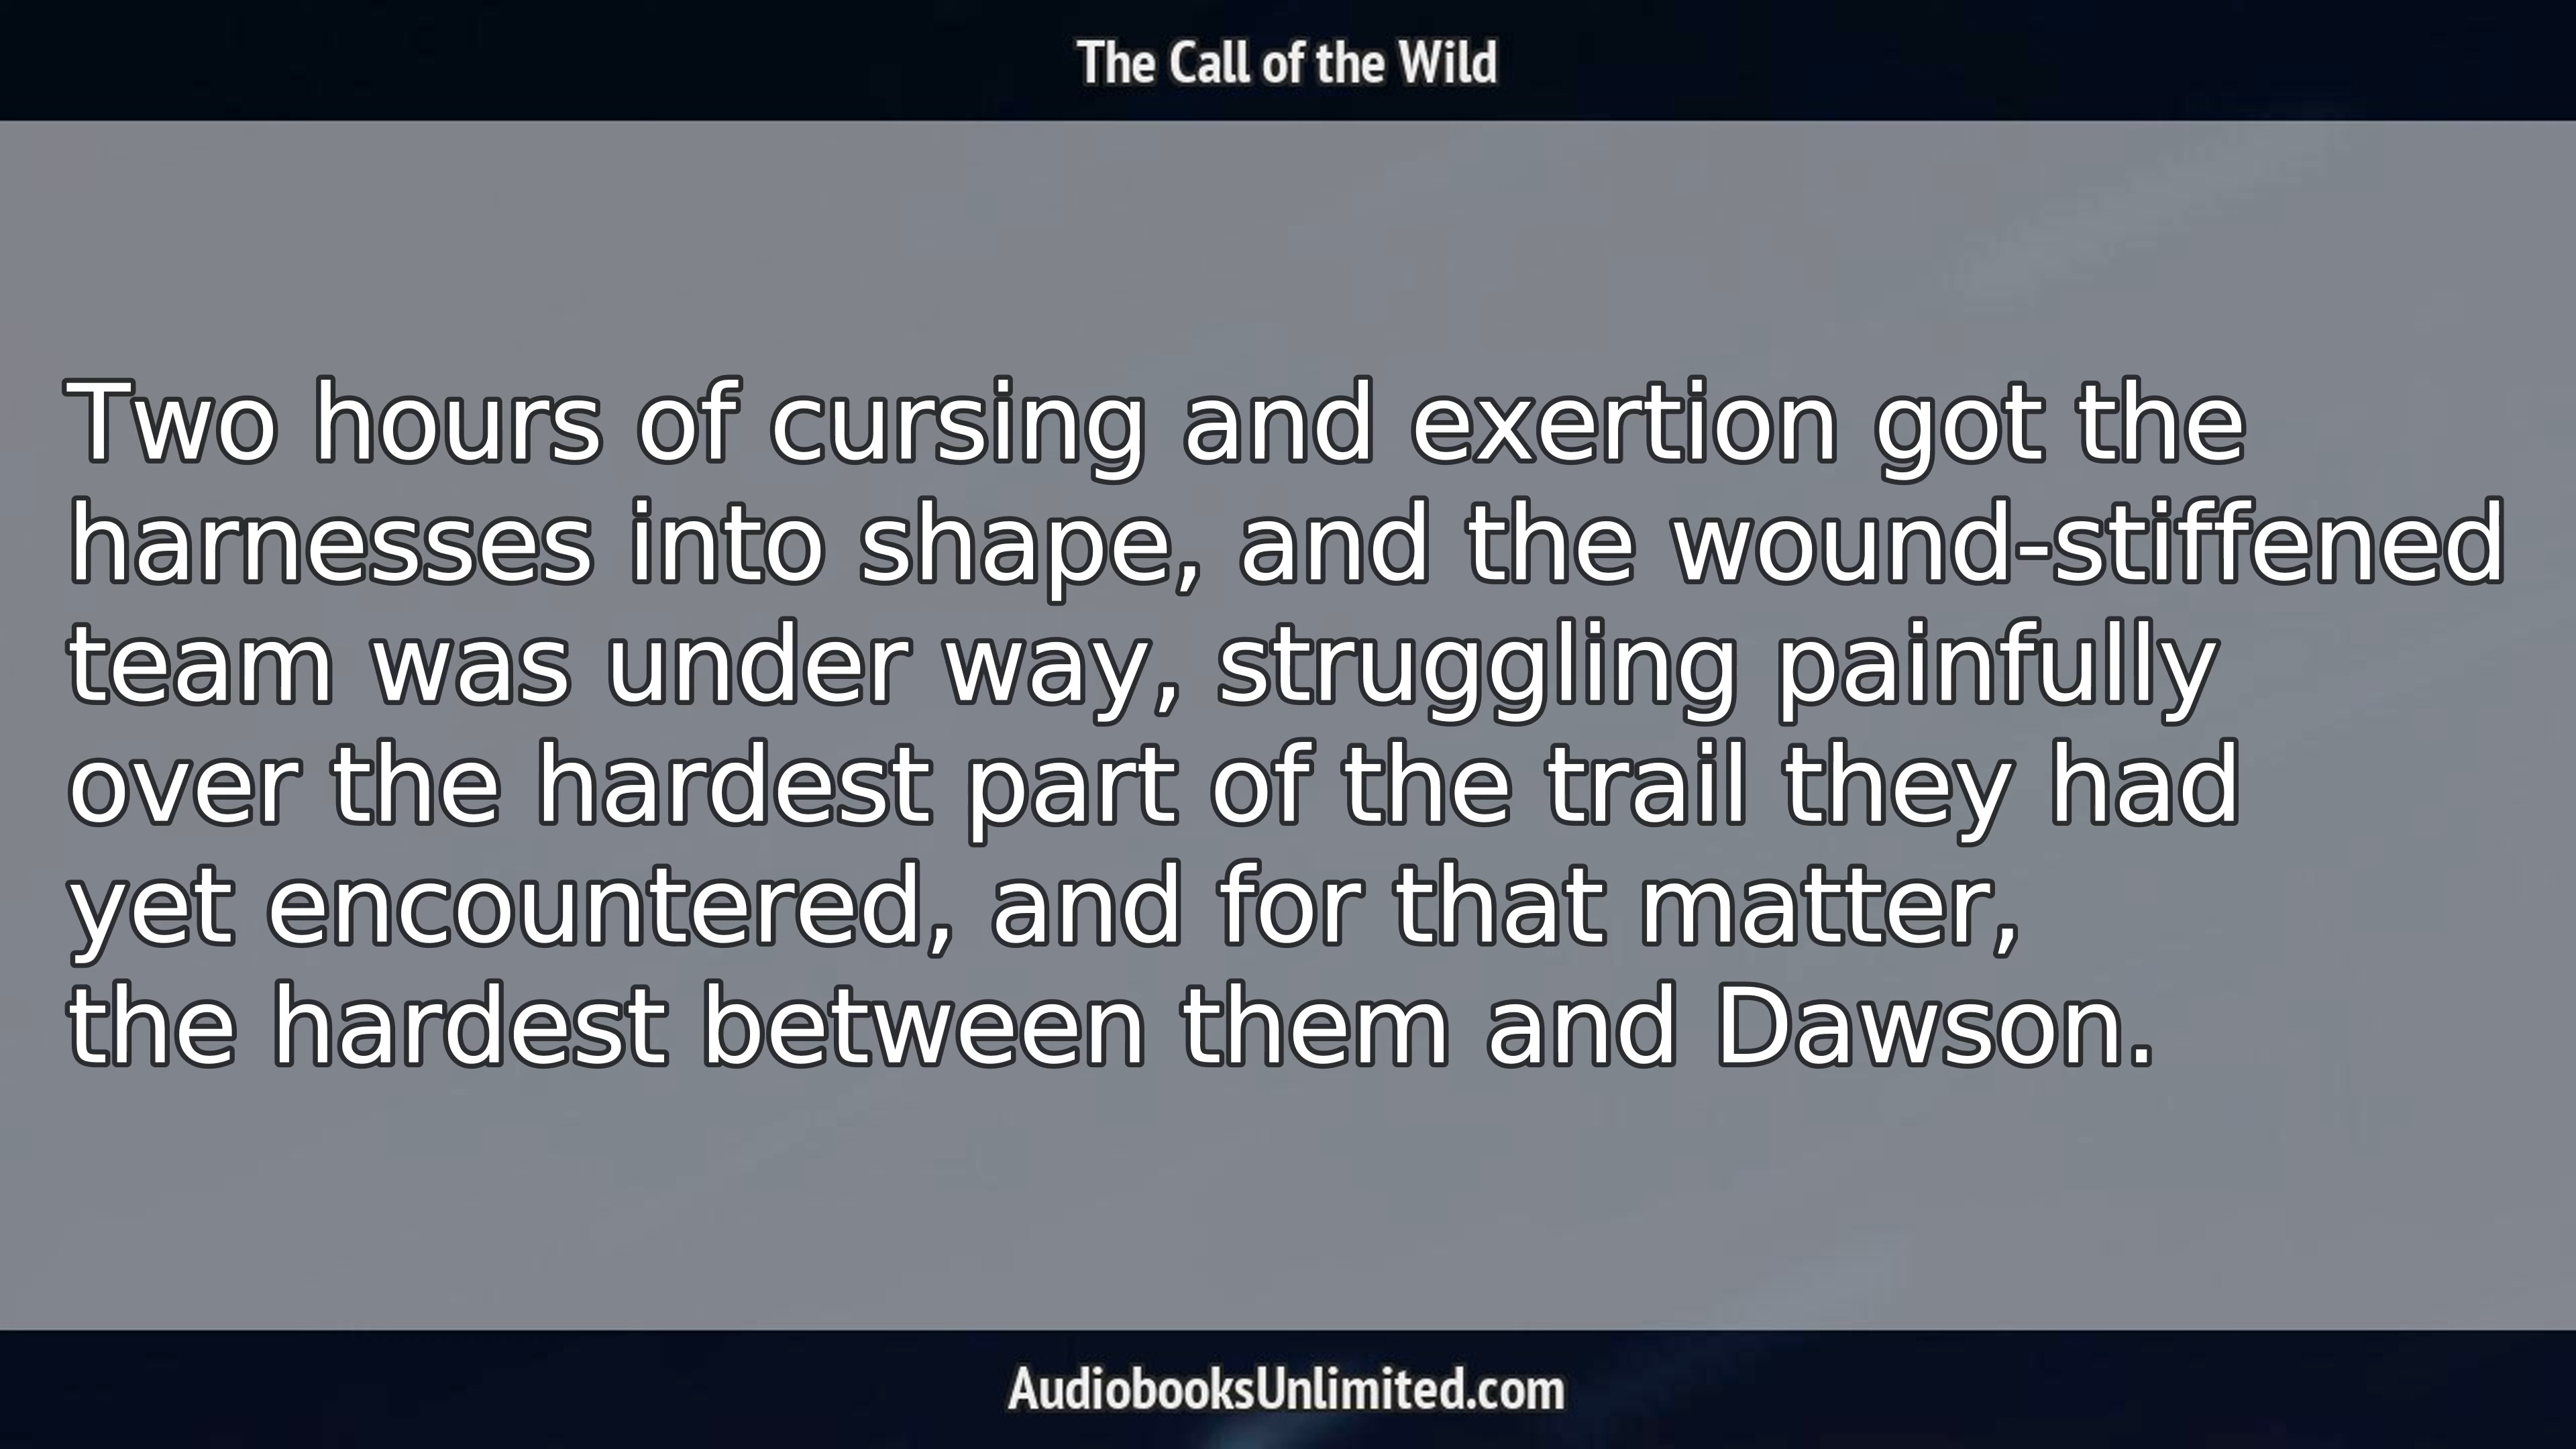 The Call of the Wild
Two hours of cursing and exertion got the
harnesses into shape, and the wound-stiffened
team was under way, struggling painfully
over the hardest part of the trail they had
yet encountered, and for that matter,
the hardest between them and Dawson.
AudiobooksUnlimited.com